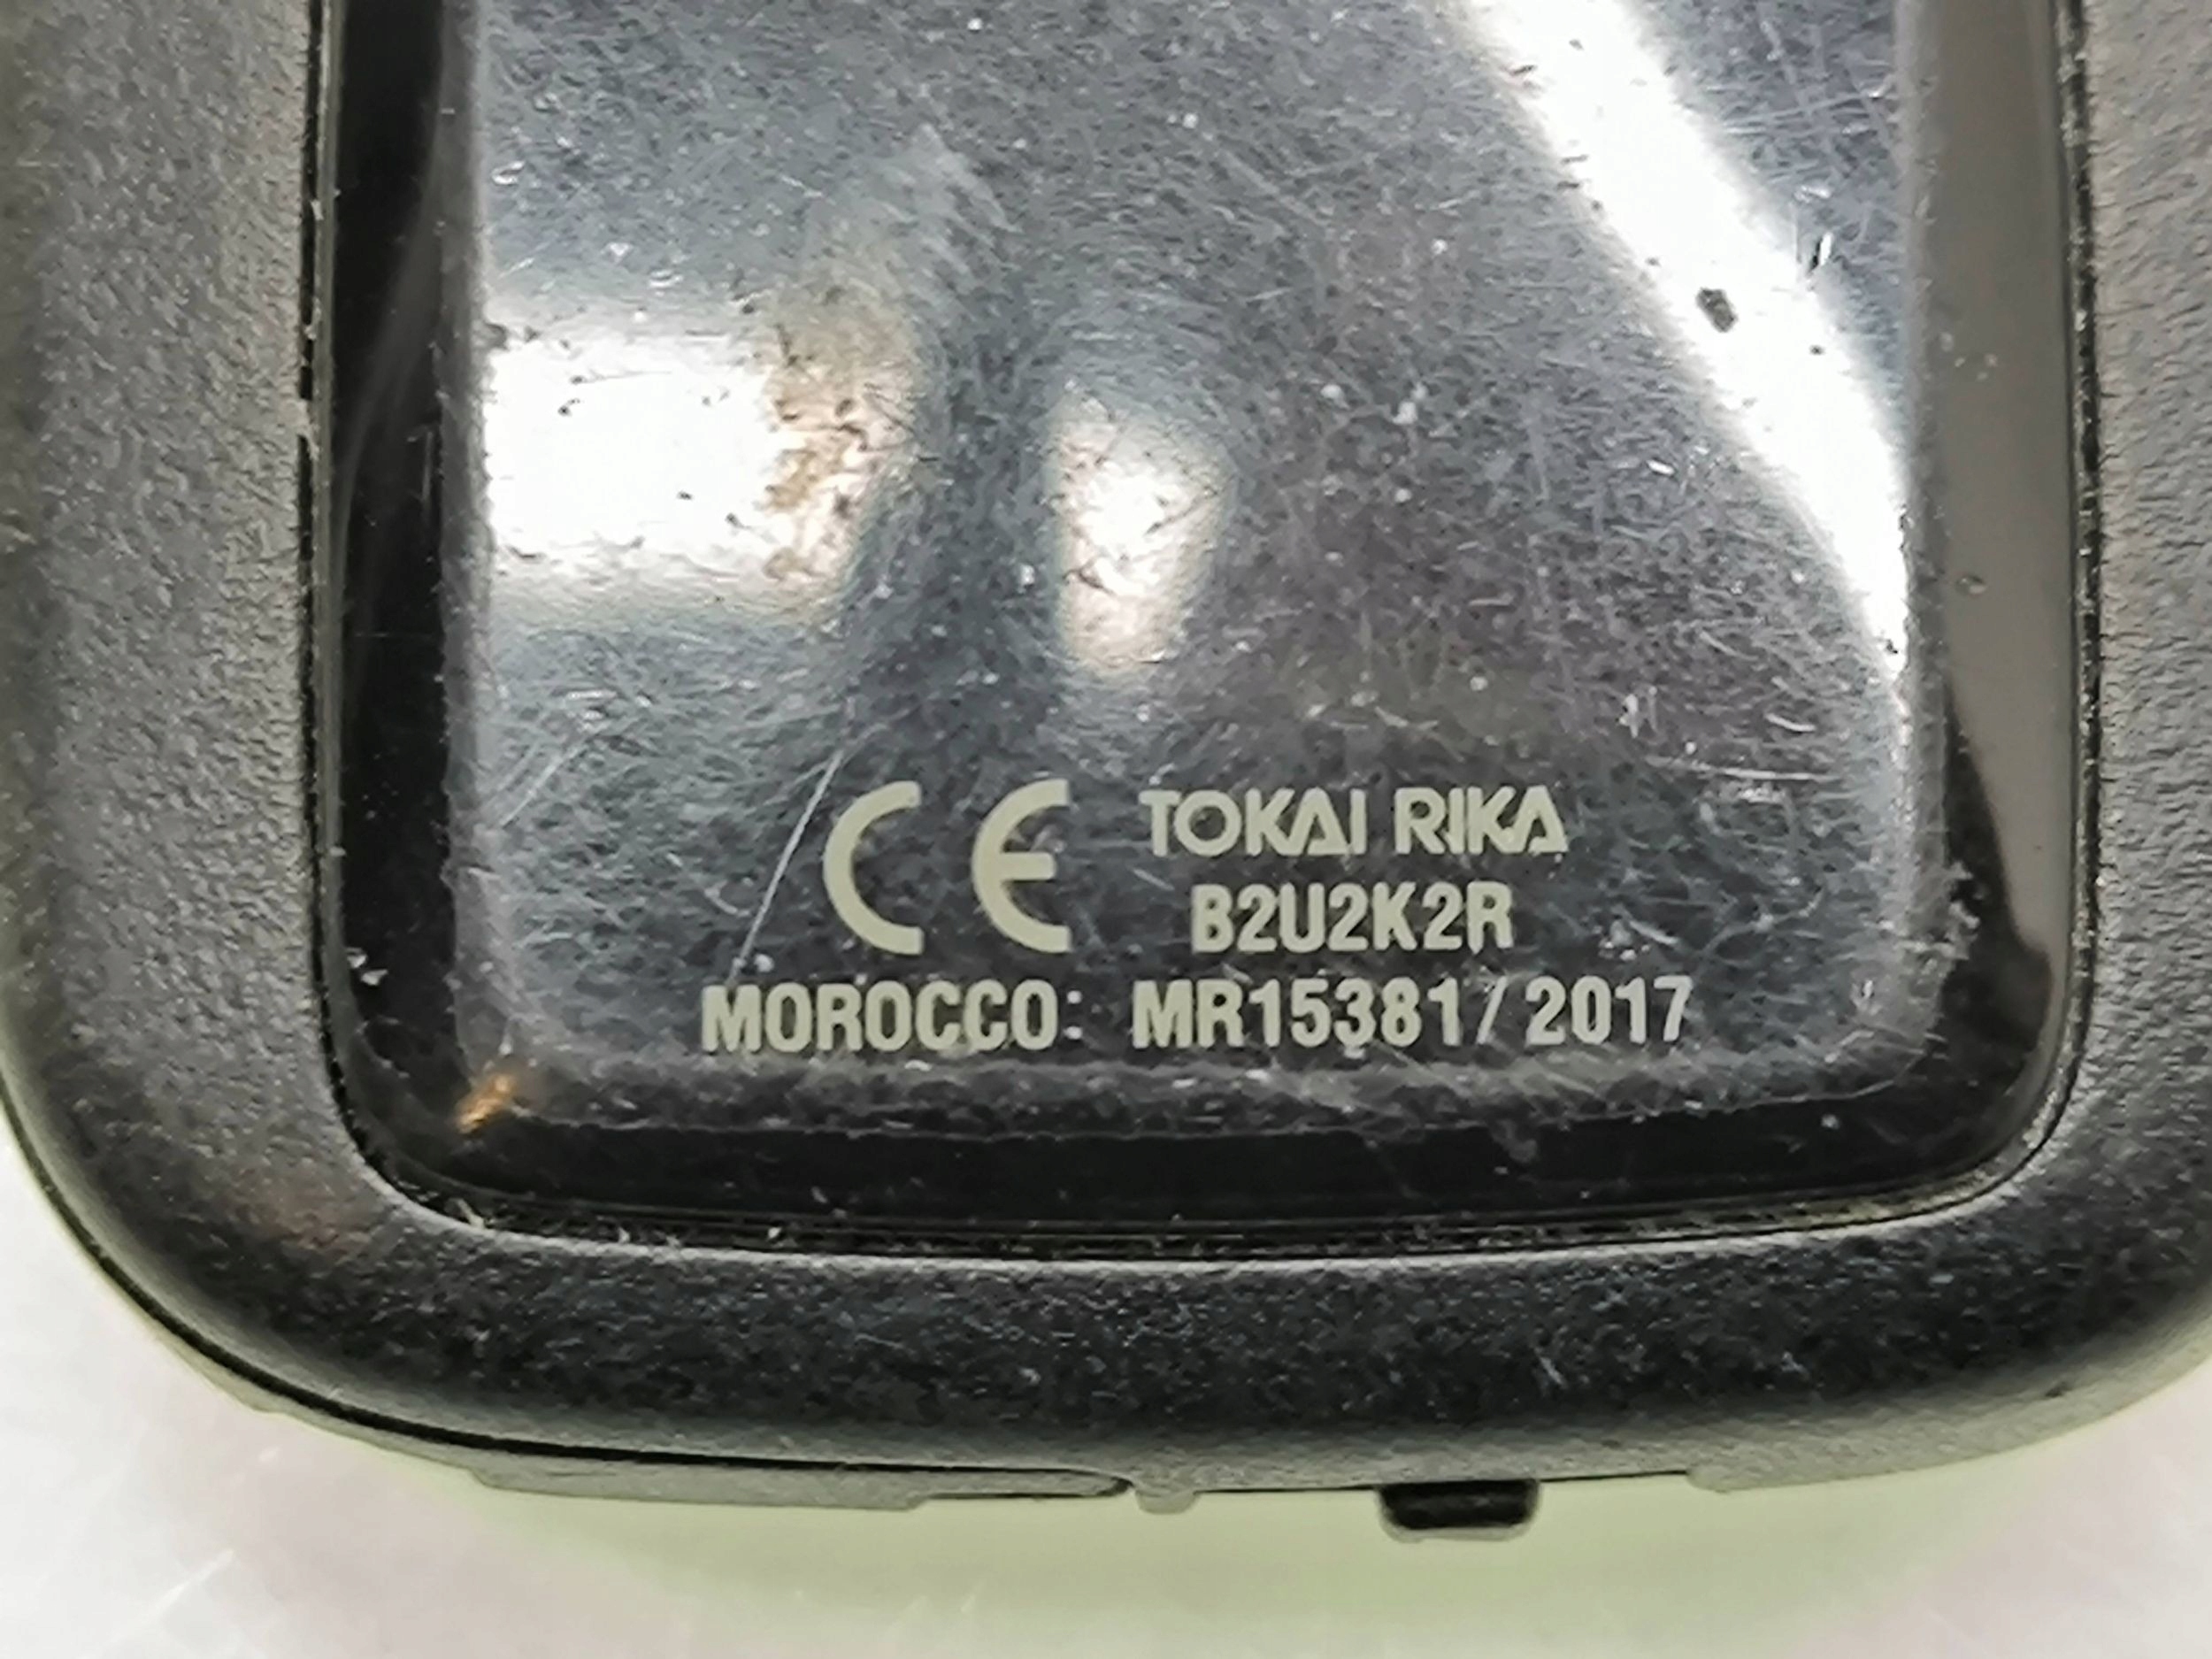 CE TOKAI RIKA
B2U2K2R
MOROCCO: MR15381/2017